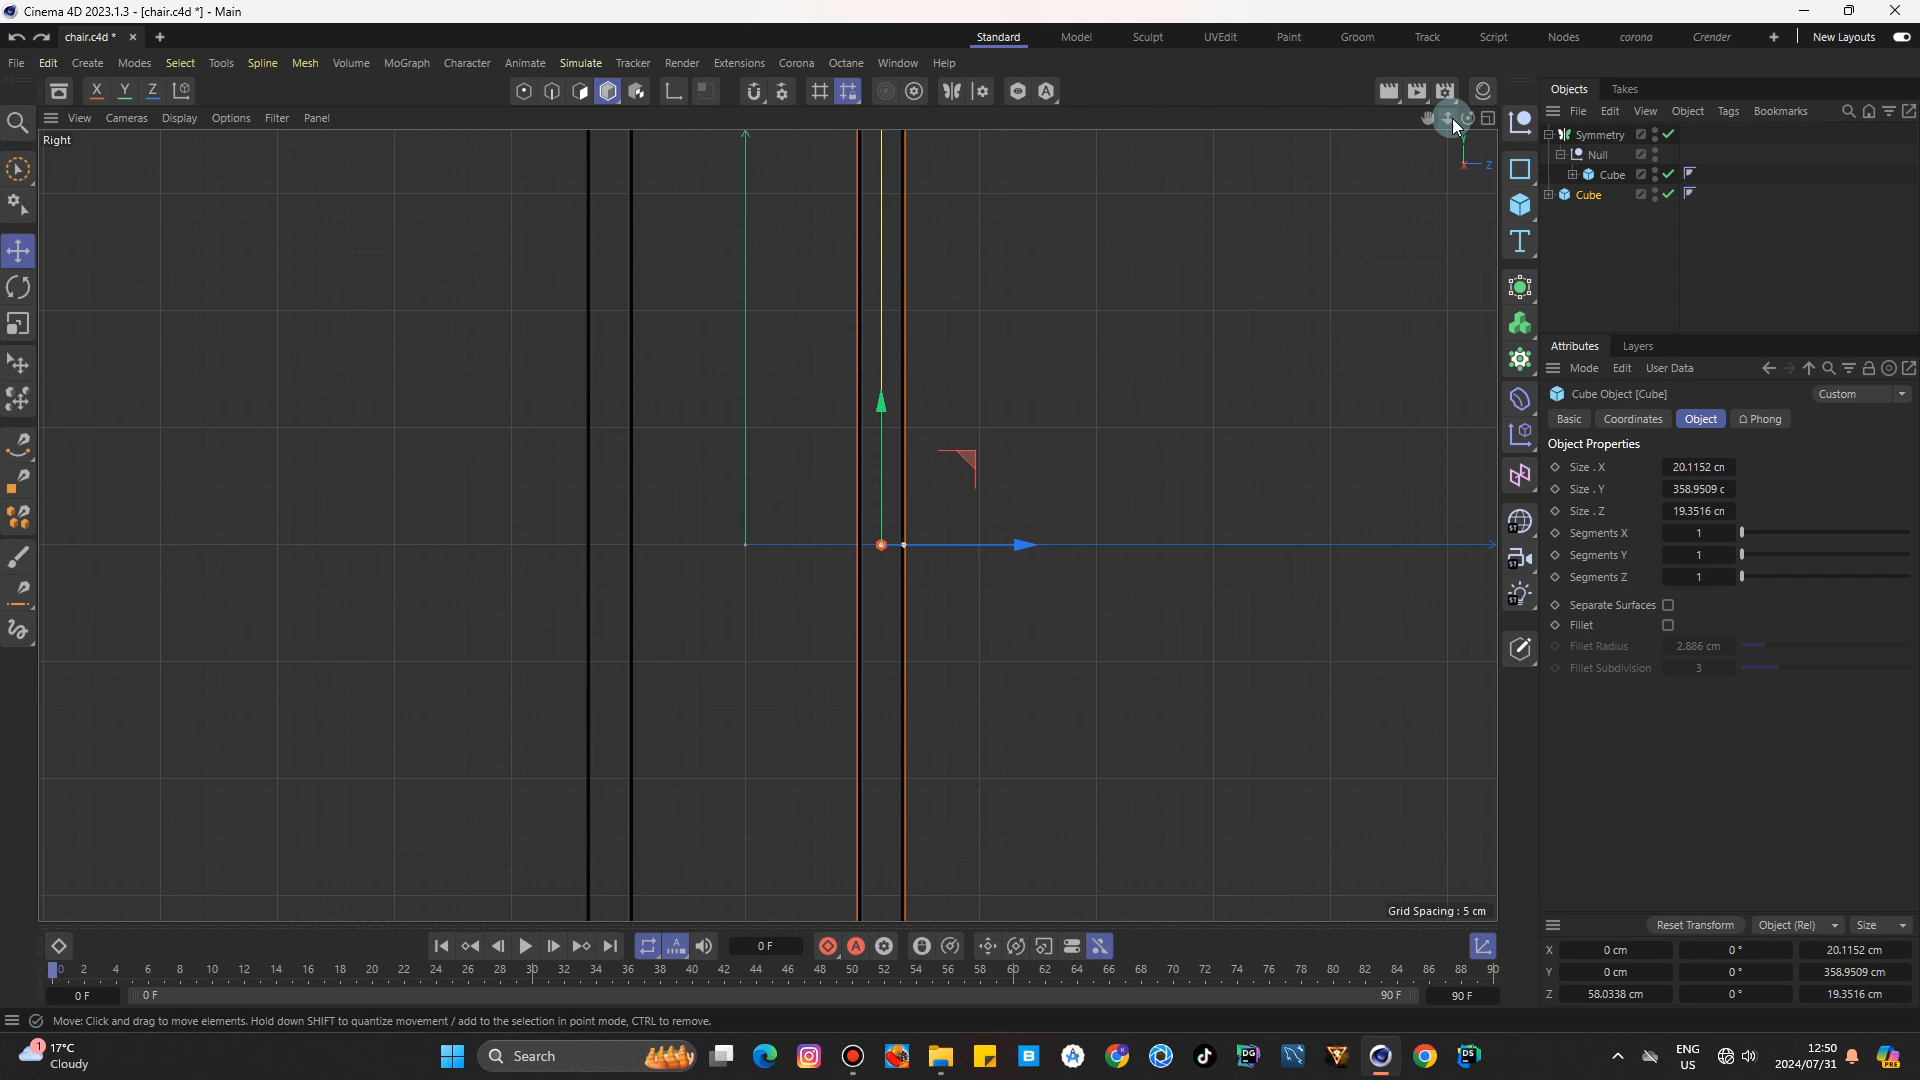 Cinema 4D 2023.1.3 - [chair.c4d *] - Main
chair.c4d *
Standard Model Sculpt UVEdit Paint Groom Track Script Nodes corona Crender New Layouts
File Edit Create Modes Select Tools Spline Mesh Volume MoGraph Character Animate Simulate Tracker Render Extensions Corona Octane Window Help
X Y Z
Objects Takes
View Cameras Display Options Filter Panel
File Edit View Object Tags Bookmarks
Right
Y
X Z
Symmetry
Null
Cube
Cube
Attributes Layers
Mode Edit User Data
Cube Object [Cube] Custom
Basic Coordinates Object Phong
Object Properties
Size . X 20.1152 cn
Size . Y 358.9509 c
Size . Z 19.3516 cn
Segments X 1
Segments Y 1
Segments Z 1
Separate Surfaces
Fillet
Fillet Radius 2.886 cm
Fillet Subdivision 3
Grid Spacing : 5 cm
Reset Transform Object (Rel) Size
0 F
X 0 cm 0 ° 20.1152 cm
Y 0 cm 0 ° 358.9509 cm
Z 58.0338 cm 0 ° 19.3516 cm
0 2 4 6 8 10 12 14 16 18 20 22 24 26 28 30 32 34 36 38 40 42 44 46 48 50 52 54 56 58 60 62 64 66 68 70 72 74 76 78 80 82 84 86 88 90
0 F 0 F 90 F 90 F
Move: Click and drag to move elements. Hold down SHIFT to quantize movement / add to the selection in point mode, CTRL to remove.
1
17°C
Cloudy
Search
ENG
US
12:50
2024/07/31